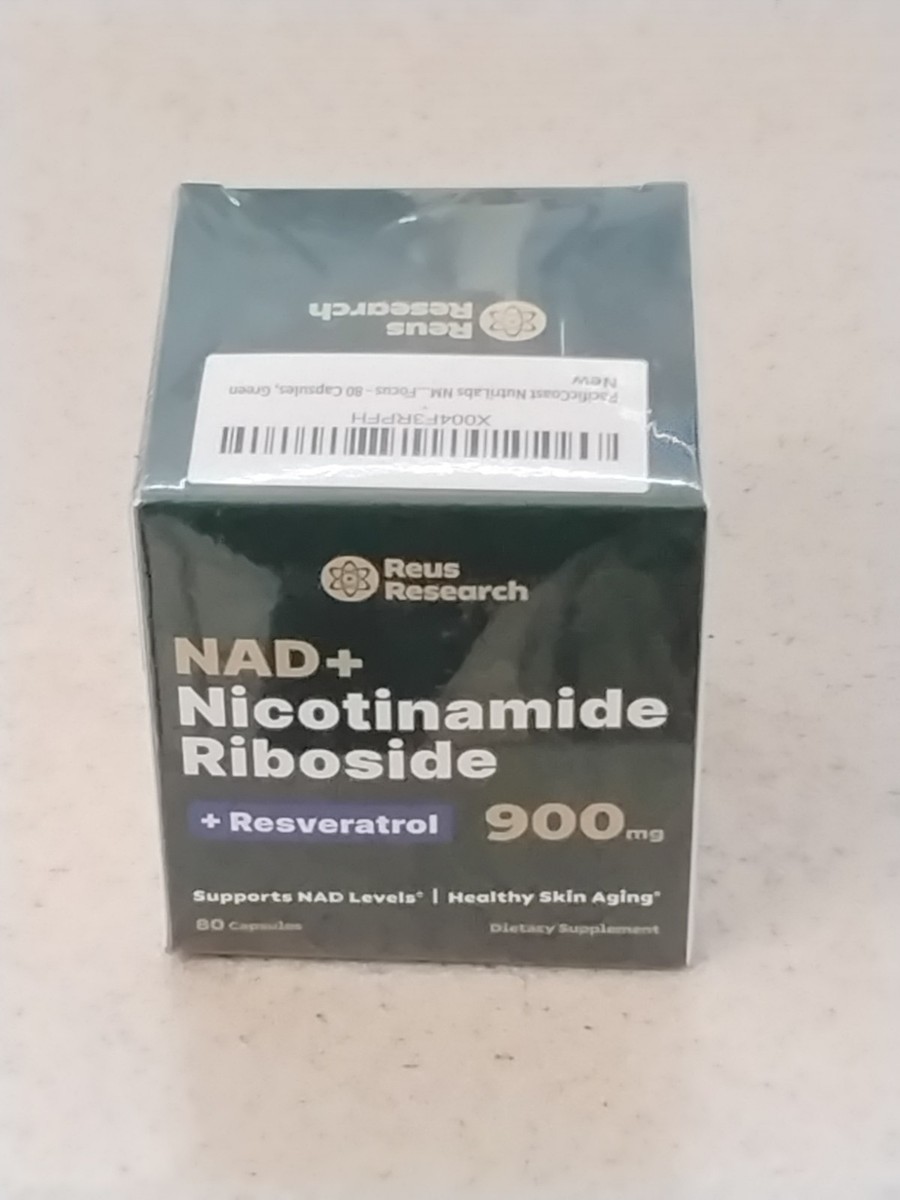 Reus
Research
New
PacificCoast NutriLabs NM...Focus - 80 Capsules, Green
X004F3RPFH
Reus
Research
NAD+
Nicotinamide
Riboside
+ Resveratrol 900mg
Supports NAD Levels* | Healthy Skin Aging*
80 Capsules Dietary Supplement